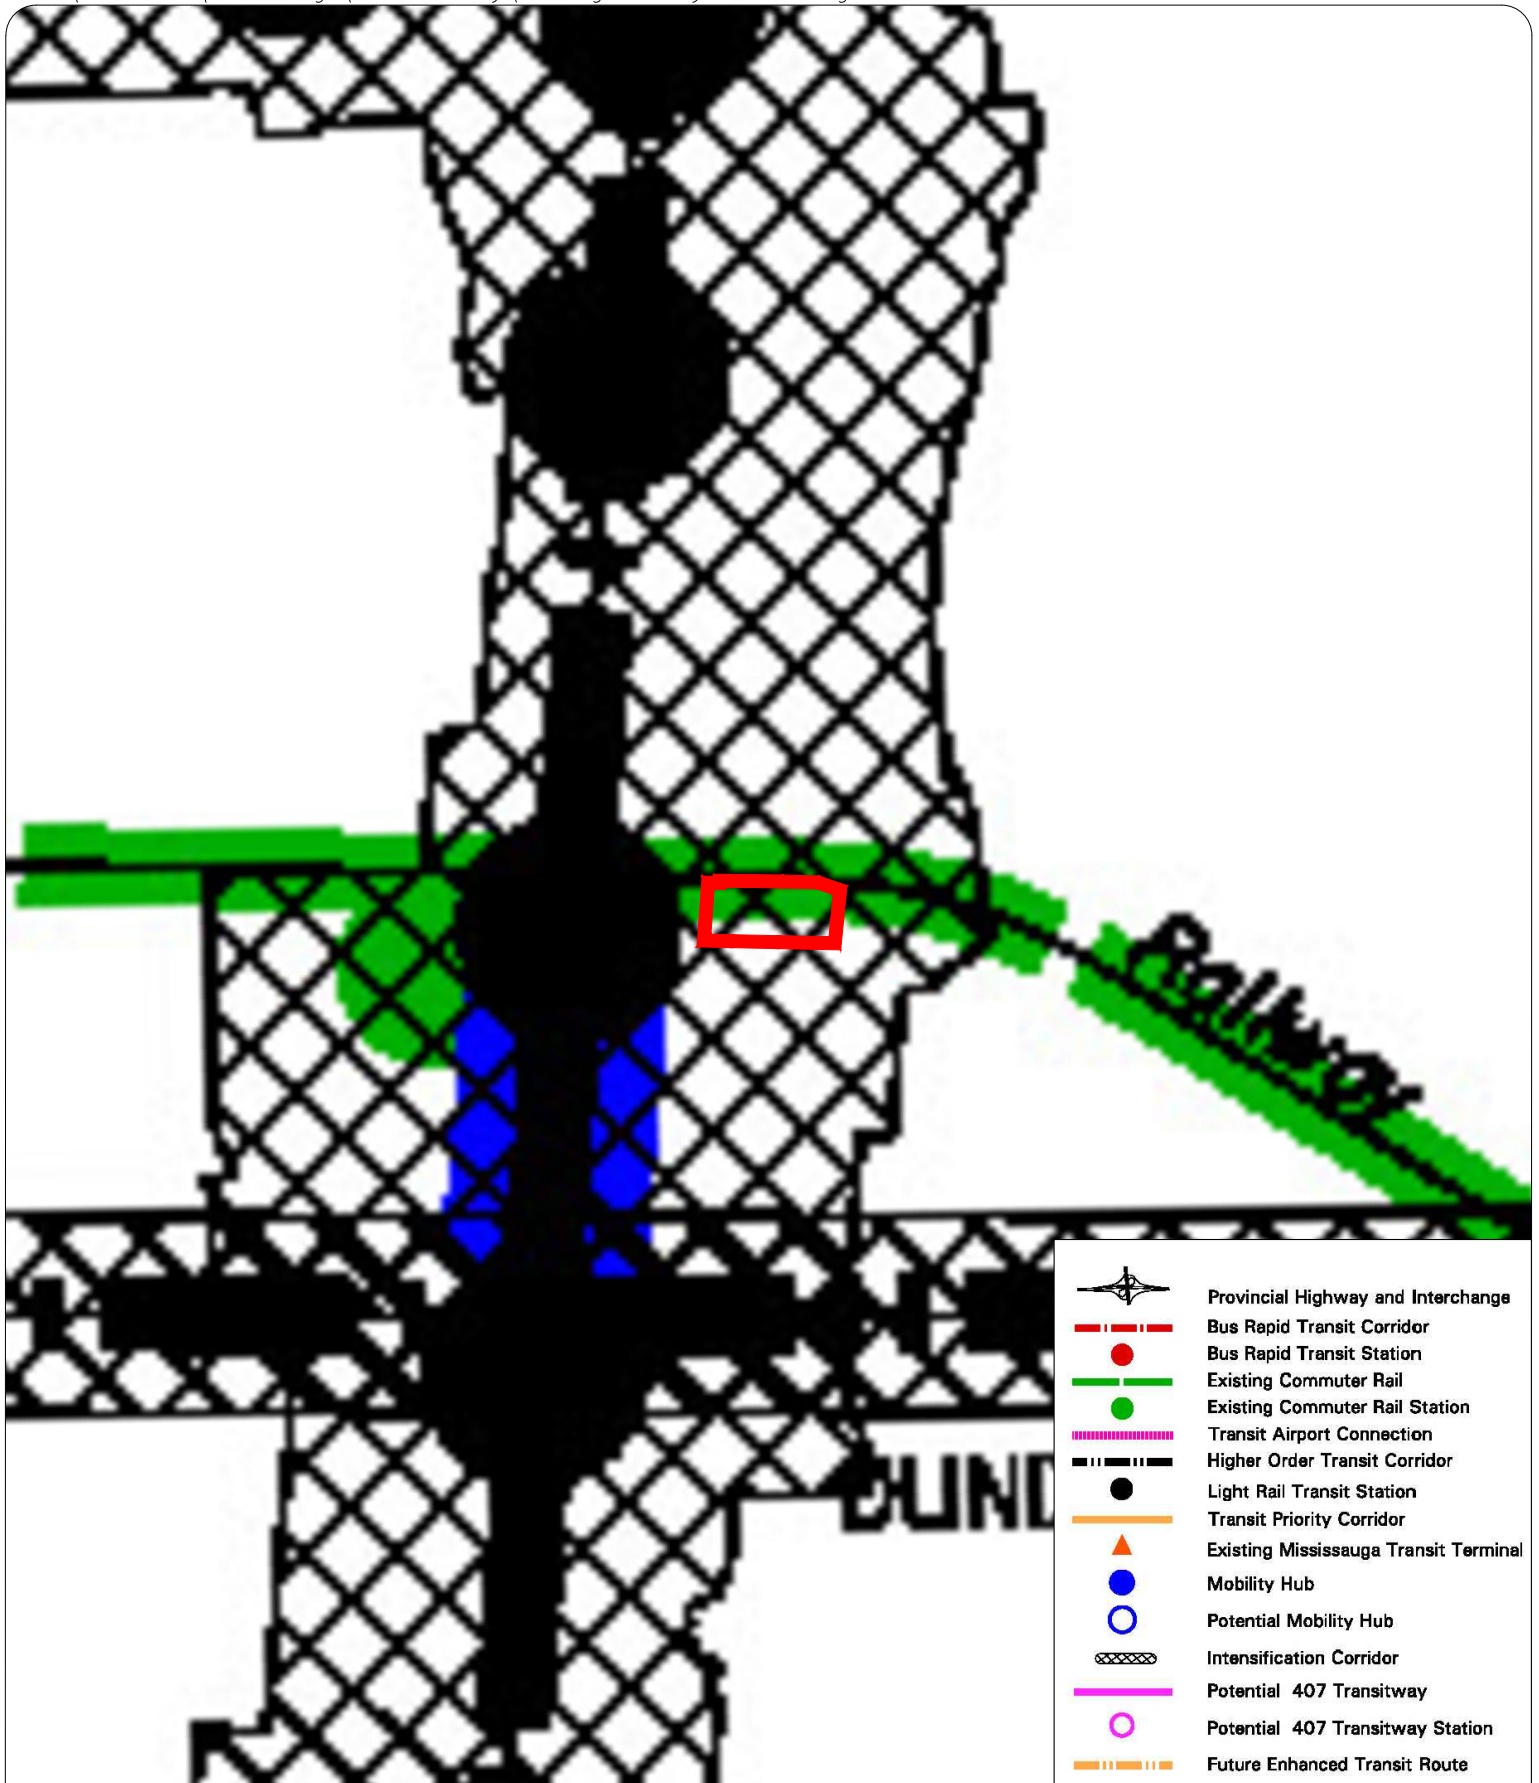 Railway
DUND
Provincial Highway and Interchange
Bus Rapid Transit Corridor
Bus Rapid Transit Station
Existing Commuter Rail
Existing Commuter Rail Station
Transit Airport Connection
Higher Order Transit Corridor
Light Rail Transit Station
Transit Priority Corridor
Existing Mississauga Transit Terminal
Mobility Hub
Potential Mobility Hub
Intensification Corridor
Potential 407 Transitway
Potential 407 Transitway Station
Future Enhanced Transit Route